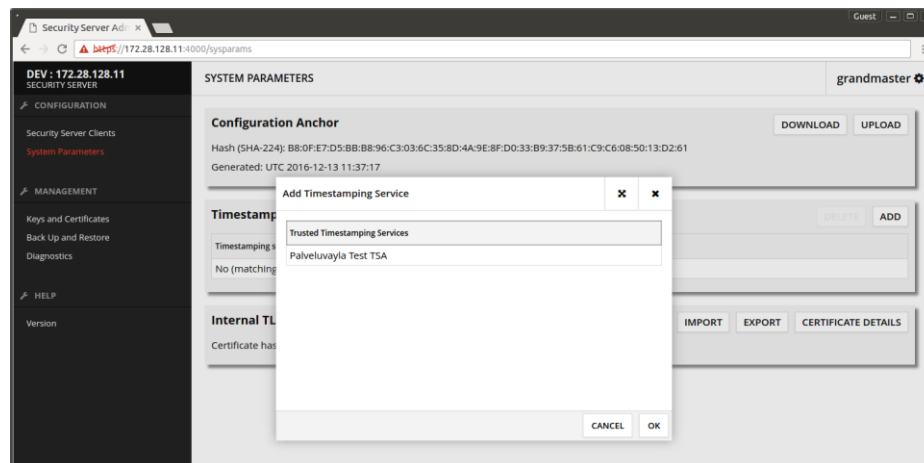 Guest
Security Server Adm
https://172.28.128.11:4000/sysparams
DEV : 172.28.128.11
SECURITY SERVER
SYSTEM PARAMETERS
grandmaster
CONFIGURATION
Security Server Clients
System Parameters
MANAGEMENT
Keys and Certificates
Back Up and Restore
Diagnostics
HELP
Version
Configuration Anchor
DOWNLOAD UPLOAD
Hash (SHA-224): B8:0F:E7:D5:BB:B8:96:C3:03:6C:35:8D:4A:9E:8F:D0:33:B9:37:5B:61:C9:C6:08:50:13:D2:61
Generated: UTC 2016-12-13 11:37:17
Timestamp
DELETE ADD
Timestamping s
No (matching
Internal TL
IMPORT EXPORT CERTIFICATE DETAILS
Certificate has
Add Timestamping Service
Trusted Timestamping Services
Palveluvayla Test TSA
CANCEL OK